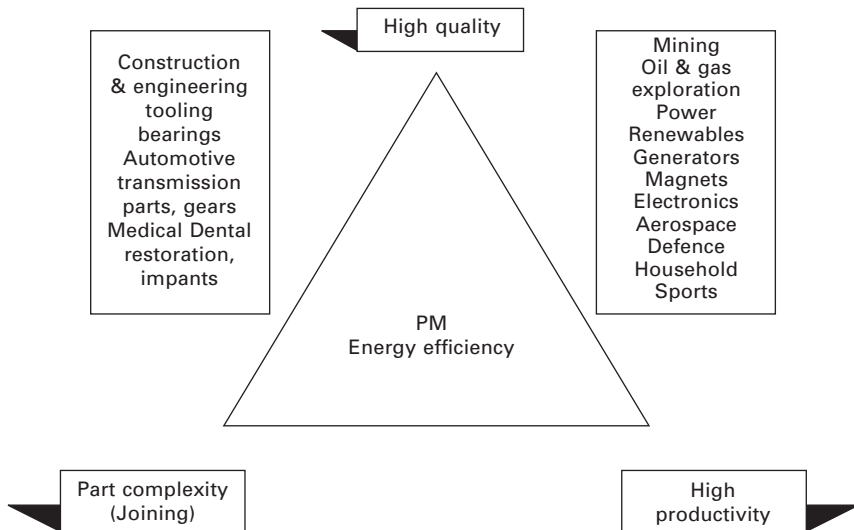 High quality
Construction
& engineering
tooling
bearings
Automotive
transmission
parts, gears
Medical Dental
restoration,
impants
Mining
Oil & gas
exploration
Power
Renewables
Generators
Magnets
Electronics
Aerospace
Defence
Household
Sports
PM
Energy efficiency
Part complexity
(Joining)
High
productivity